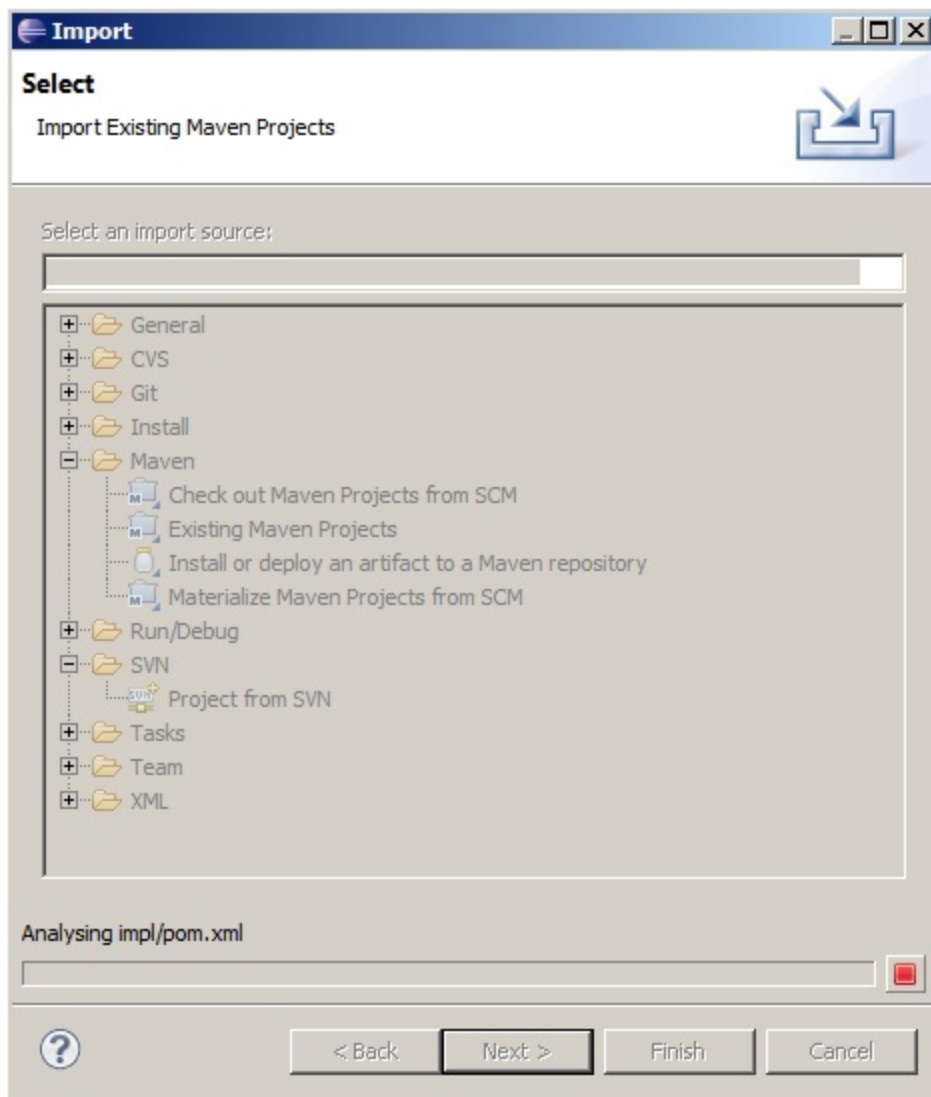 Import
Select
Import Existing Maven Projects
Select an import source:
General
CVS
Git
Install
Maven
Check out Maven Projects from SCM
Existing Maven Projects
Install or deploy an artifact to a Maven repository
Materialize Maven Projects from SCM
Run/Debug
SVN
Project from SVN
Tasks
Team
XML
Analysing impl/pom.xml
? < Back Next > Finish Cancel